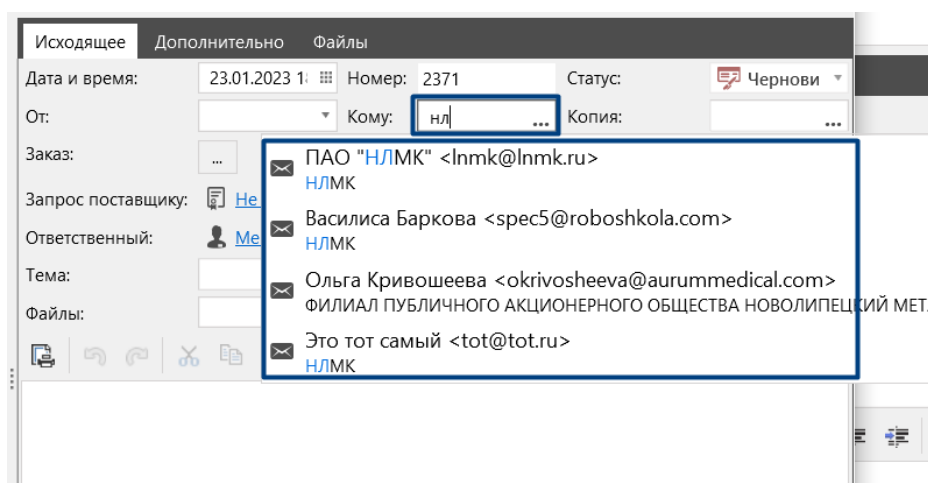 Исходящее Дополнительно Файлы
Дата и время: 23.01.2023 1 Номер: 2371 Статус: Чернови
От: Кому: нл ... Копия: ...
Заказ: ...
ПАО "НЛМК" <lnmk@lnmk.ru>
НЛМК
Запрос поставщику: Не
Василиса Баркова <spec5@roboshkola.com>
НЛМК
Ответственный: Ме
Тема:
Ольга Кривошеева <okrivosheeva@aurummedical.com>
ФИЛИАЛ ПУБЛИЧНОГО АКЦИОНЕРНОГО ОБЩЕСТВА НОВОЛИПЕЦКИЙ МЕТ
Файлы:
Это тот самый <tot@tot.ru>
НЛМК